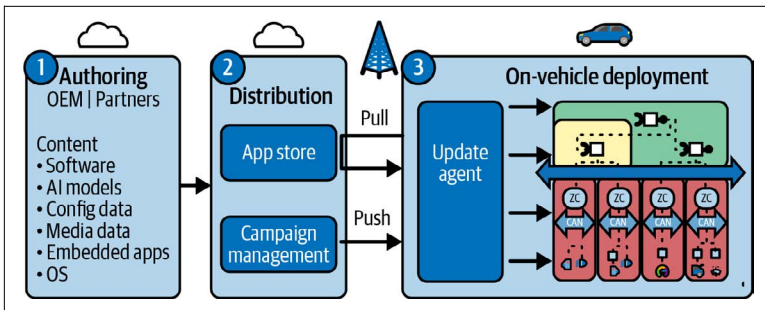 1
Authoring
OEM | Partners
Content
• Software
• AI models
• Config data
• Media data
• Embedded apps
• OS
2
Distribution
App store
Campaign
management
Pull
Push
3
On-vehicle deployment
Update
agent
ZC
ZC
ZC
ZC
CAN
CAN
CAN
CAN